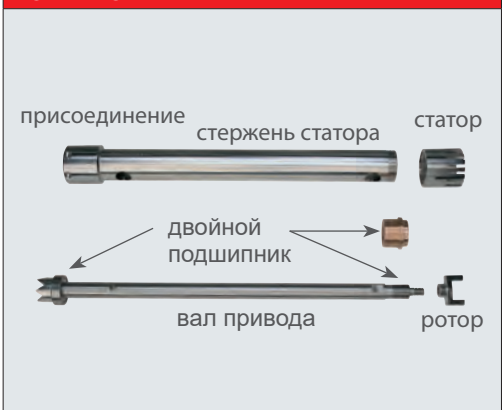 присоединение
стержень статора
статор
двойной
подшипник
вал привода
ротор